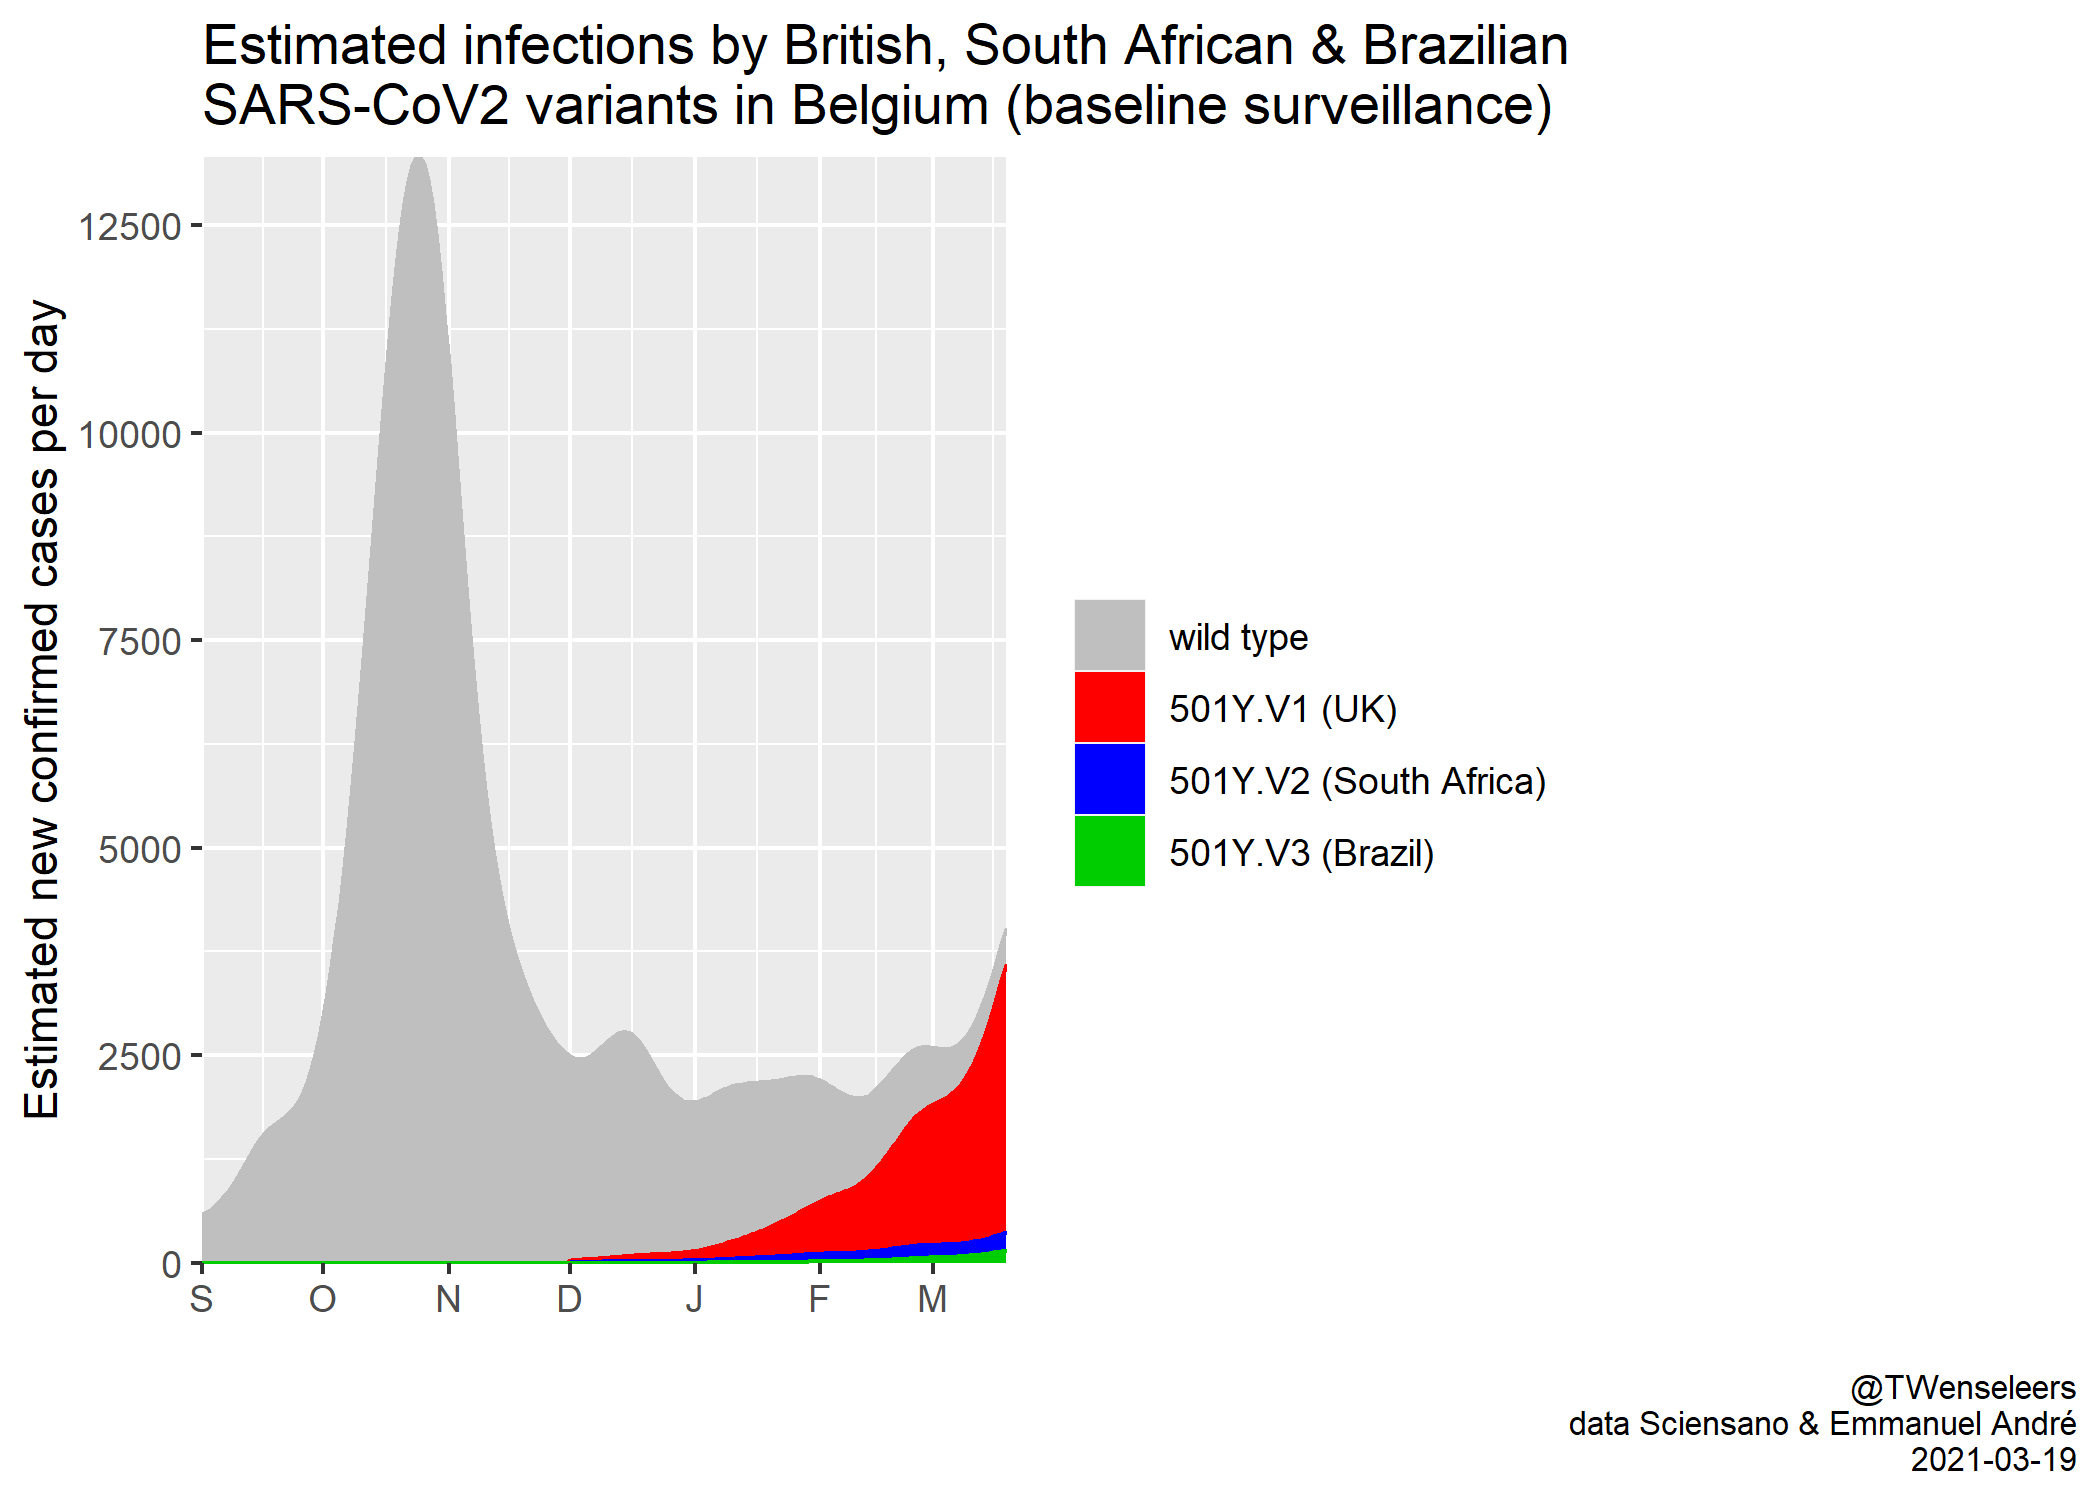 Estimated infections by British, South African & Brazilian
SARS-CoV2 variants in Belgium (baseline surveillance)
Estimated new confirmed cases per day
12500
10000
7500
5000
2500
0
S
O
N
D
J
F
M
wild type
501Y.V1 (UK)
501Y.V2 (South Africa)
501Y.V3 (Brazil)
@TWenseleers
data Sciensano & Emmanuel André
2021-03-19